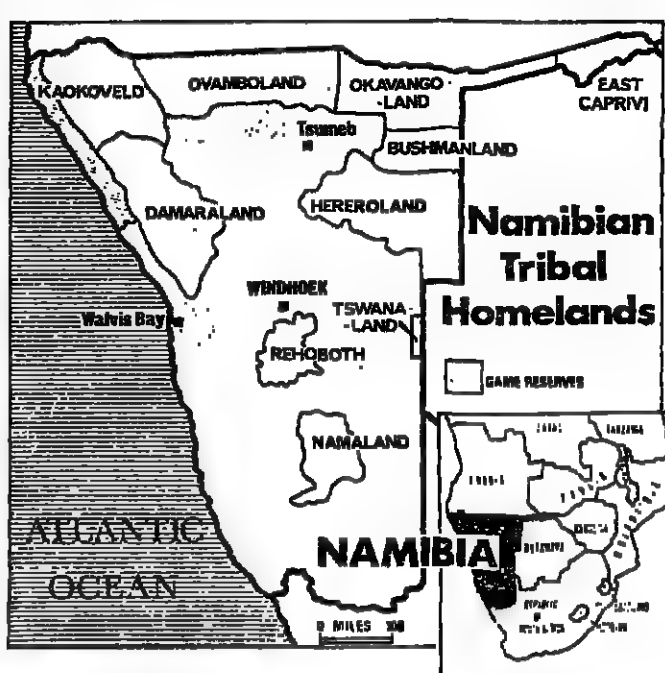 KAOKOVELD
OVAMBOLAND
OKAVANGO
-LAND
EAST
CAPRIVI
Tsumeb
BUSHMANLAND
DAMARALAND
HEREROLAND
Namibian
Tribal
Homelands
WINDHOEK
TSWANA
-LAND
Walvis Bay
REHOBOTH
GAME RESERVES
NAMALAND
ATLANTIC
OCEAN
NAMIBIA
0 MILES 100